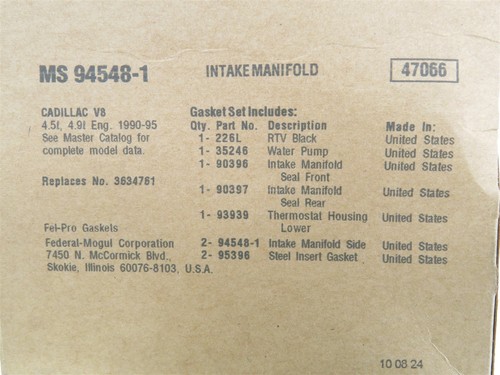 MS 94548-1 INTAKE MANIFOLD 47066
CADILLAC V8
4.5ℓ, 4.9ℓ Eng. 1990-95
See Master Catalog for
complete model data.
Replaces No. 3634761
Fel-Pro Gaskets
Federal-Mogul Corporation
7450 N. McCormick Blvd.,
Skokie, Illinois 60076-8103, U.S.A.
Gasket Set Includes:
Qty. Part No. Description Made In:
1- 226L RTV Black United States
1- 35246 Water Pump United States
1- 90396 Intake Manifold United States
Seal Front
1- 90397 Intake Manifold United States
Seal Rear
1- 93939 Thermostat Housing United States
Lower
2- 94548-1 Intake Manifold Side United States
2- 95396 Steel Insert Gasket United States
10 08 24